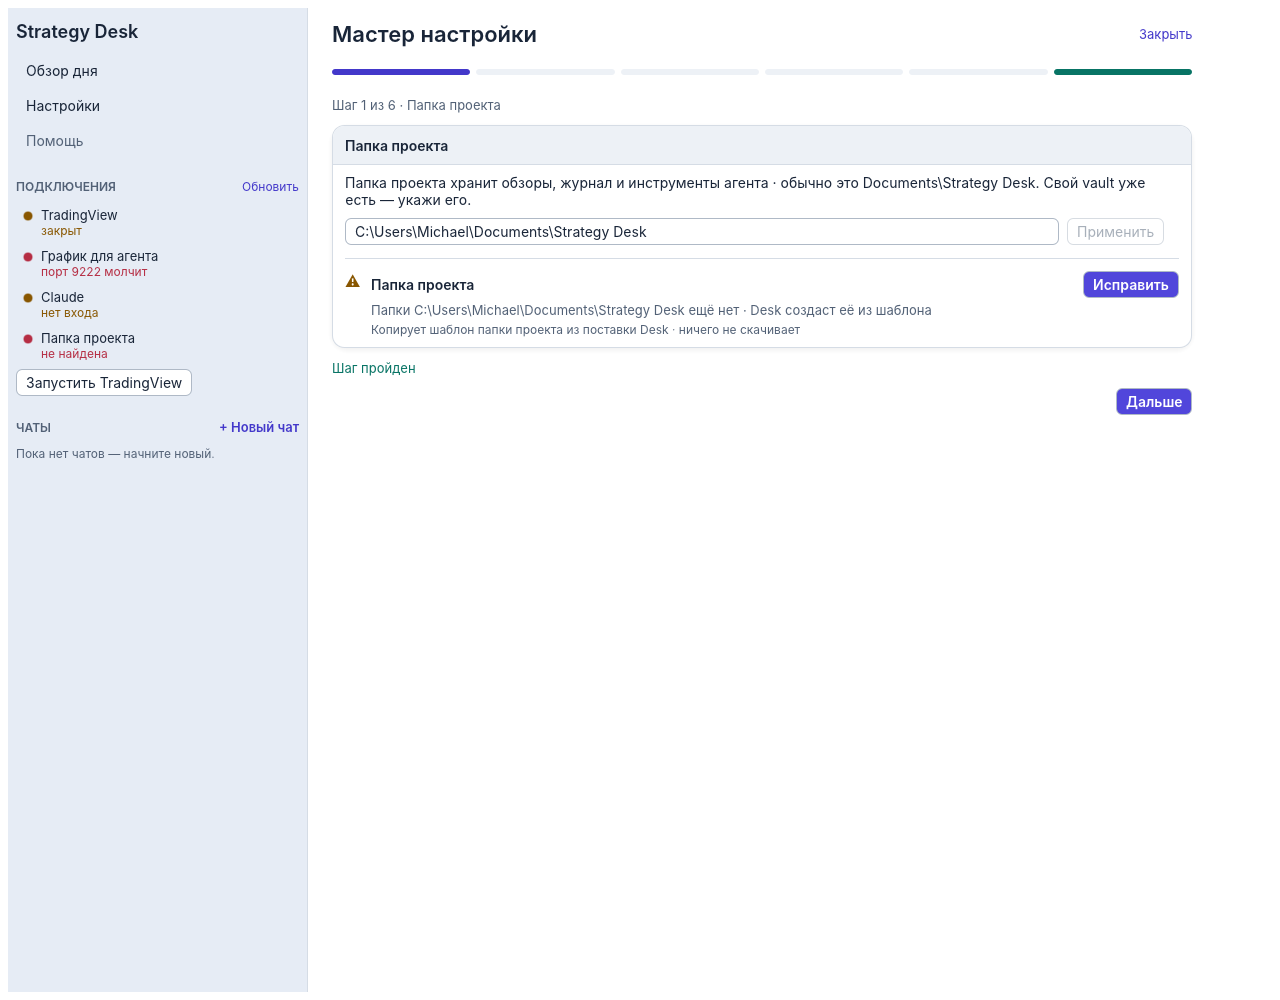 Strategy Desk
Обзор дня
Настройки
Помощь
ПОДКЛЮЧЕНИЯ
Обновить
TradingView
закрыт
График для агента
порт 9222 молчит
Claude
нет входа
Папка проекта
не найдена
Запустить TradingView
ЧАТЫ
+ Новый чат
Пока нет чатов — начните новый.
Мастер настройки
Закрыть
Шаг 1 из 6 · Папка проекта
Папка проекта
Папка проекта хранит обзоры, журнал и инструменты агента · обычно это Documents\Strategy Desk. Свой vault уже
есть — укажи его.
C:\Users\Michael\Documents\Strategy Desk
Применить
Папка проекта
Исправить
Папки C:\Users\Michael\Documents\Strategy Desk ещё нет · Desk создаст её из шаблона
Копирует шаблон папки проекта из поставки Desk · ничего не скачивает
Шаг пройден
Дальше